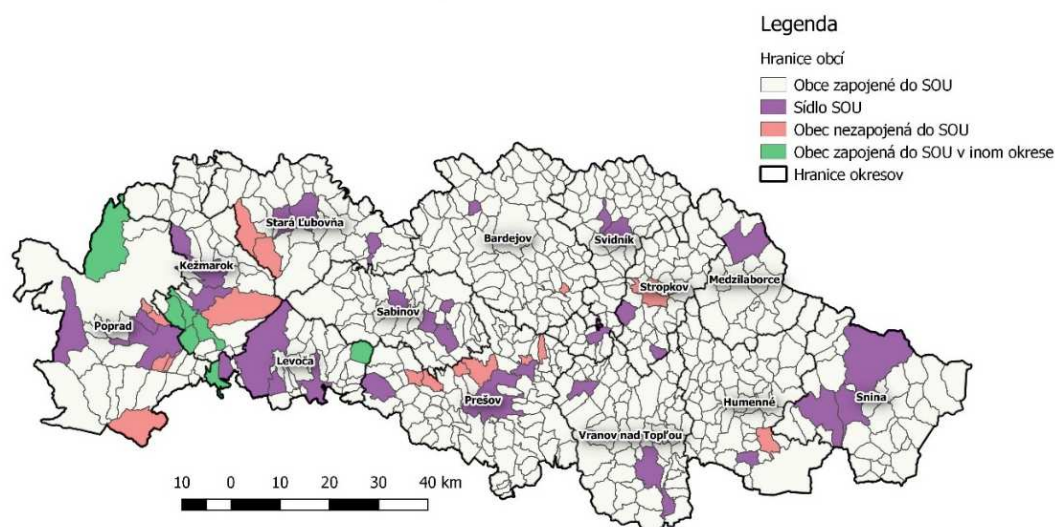 Legenda
Hranice obcí
Obce zapojené do SOU
Sídlo SOU
Obec nezapojená do SOU
Obec zapojená do SOU v inom okrese
Hranice okresov
Stará Ľubovňa
Bardejov
Svidník
Kežmarok
Medzilaborce
Stropkov
Sabinov
Poprad
Levoča
Prešov
Humenné
Snina
Vranov nad Topľou
10 0 10 20 30 40 km